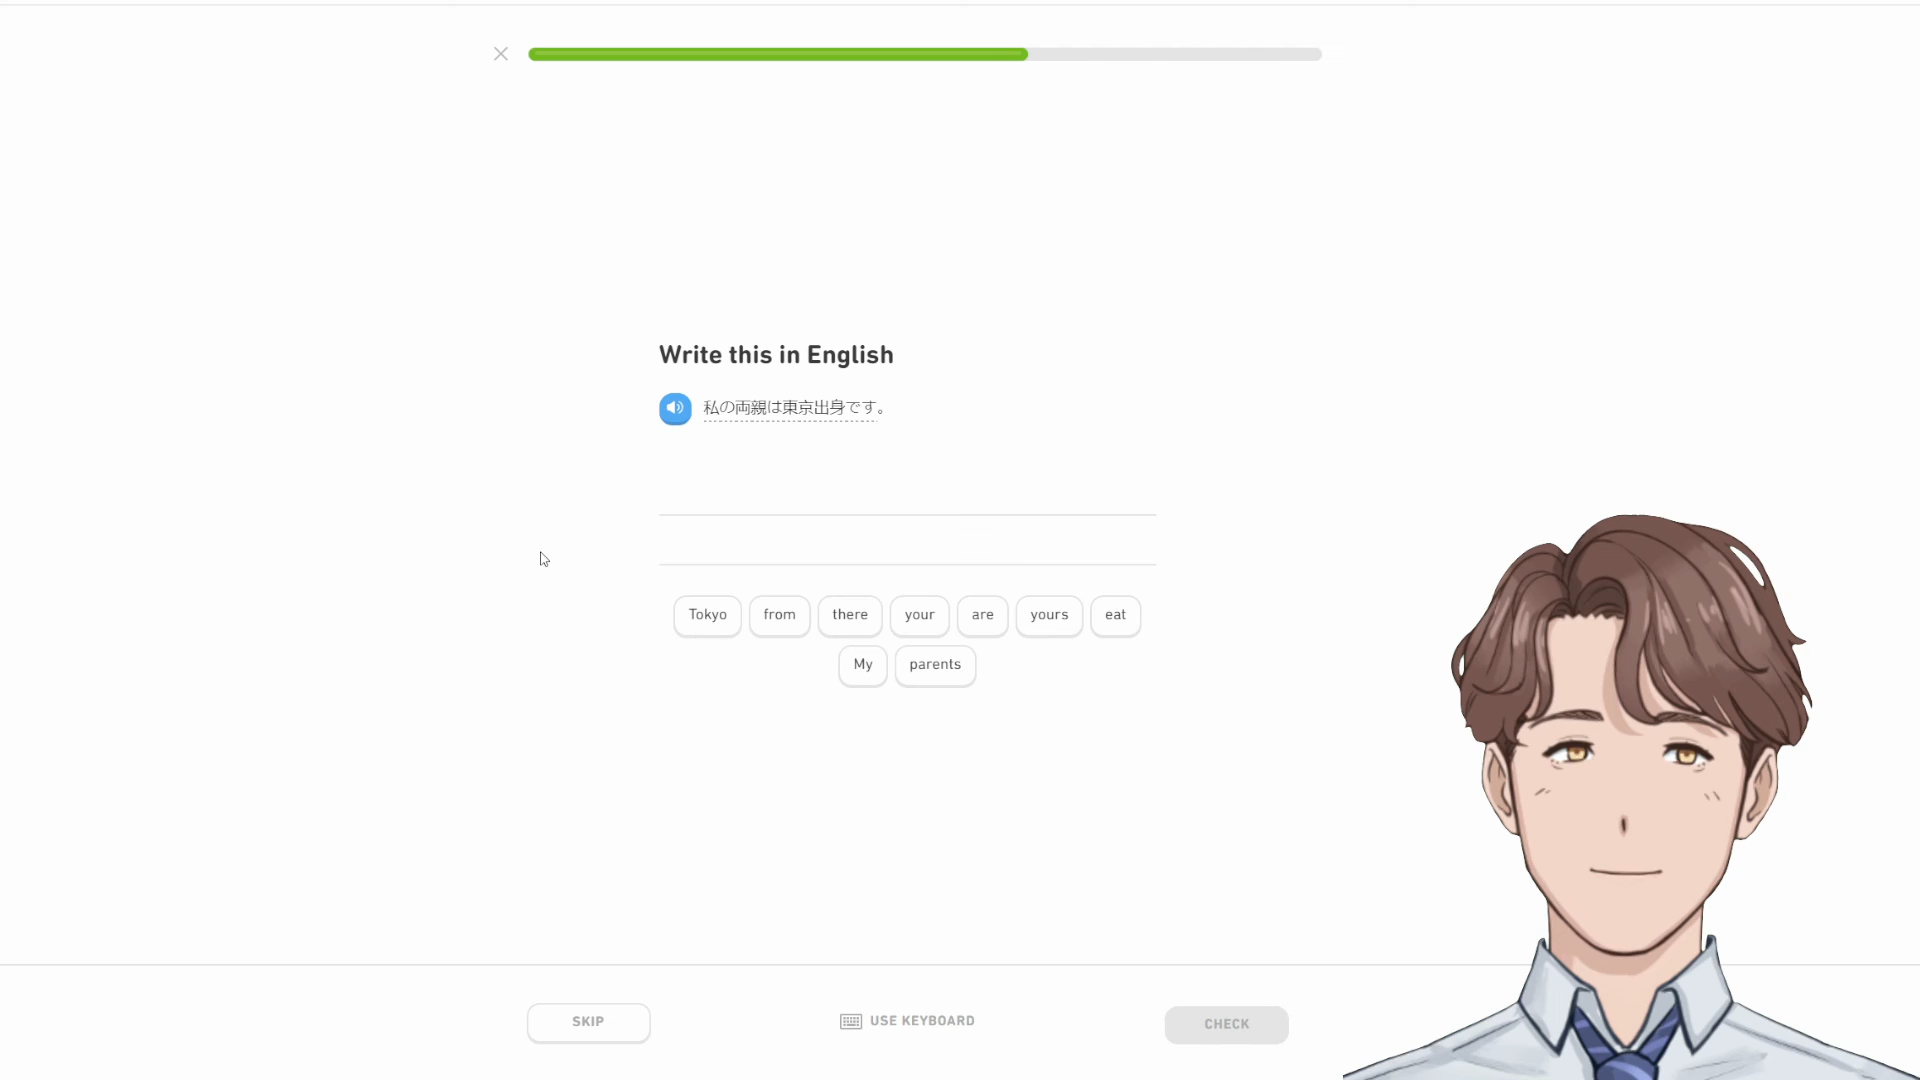 Write this in English
私の両親は東京出身です。
Tokyo from there your are yours eat
My parents
SKIP USE KEYBOARD CHECK